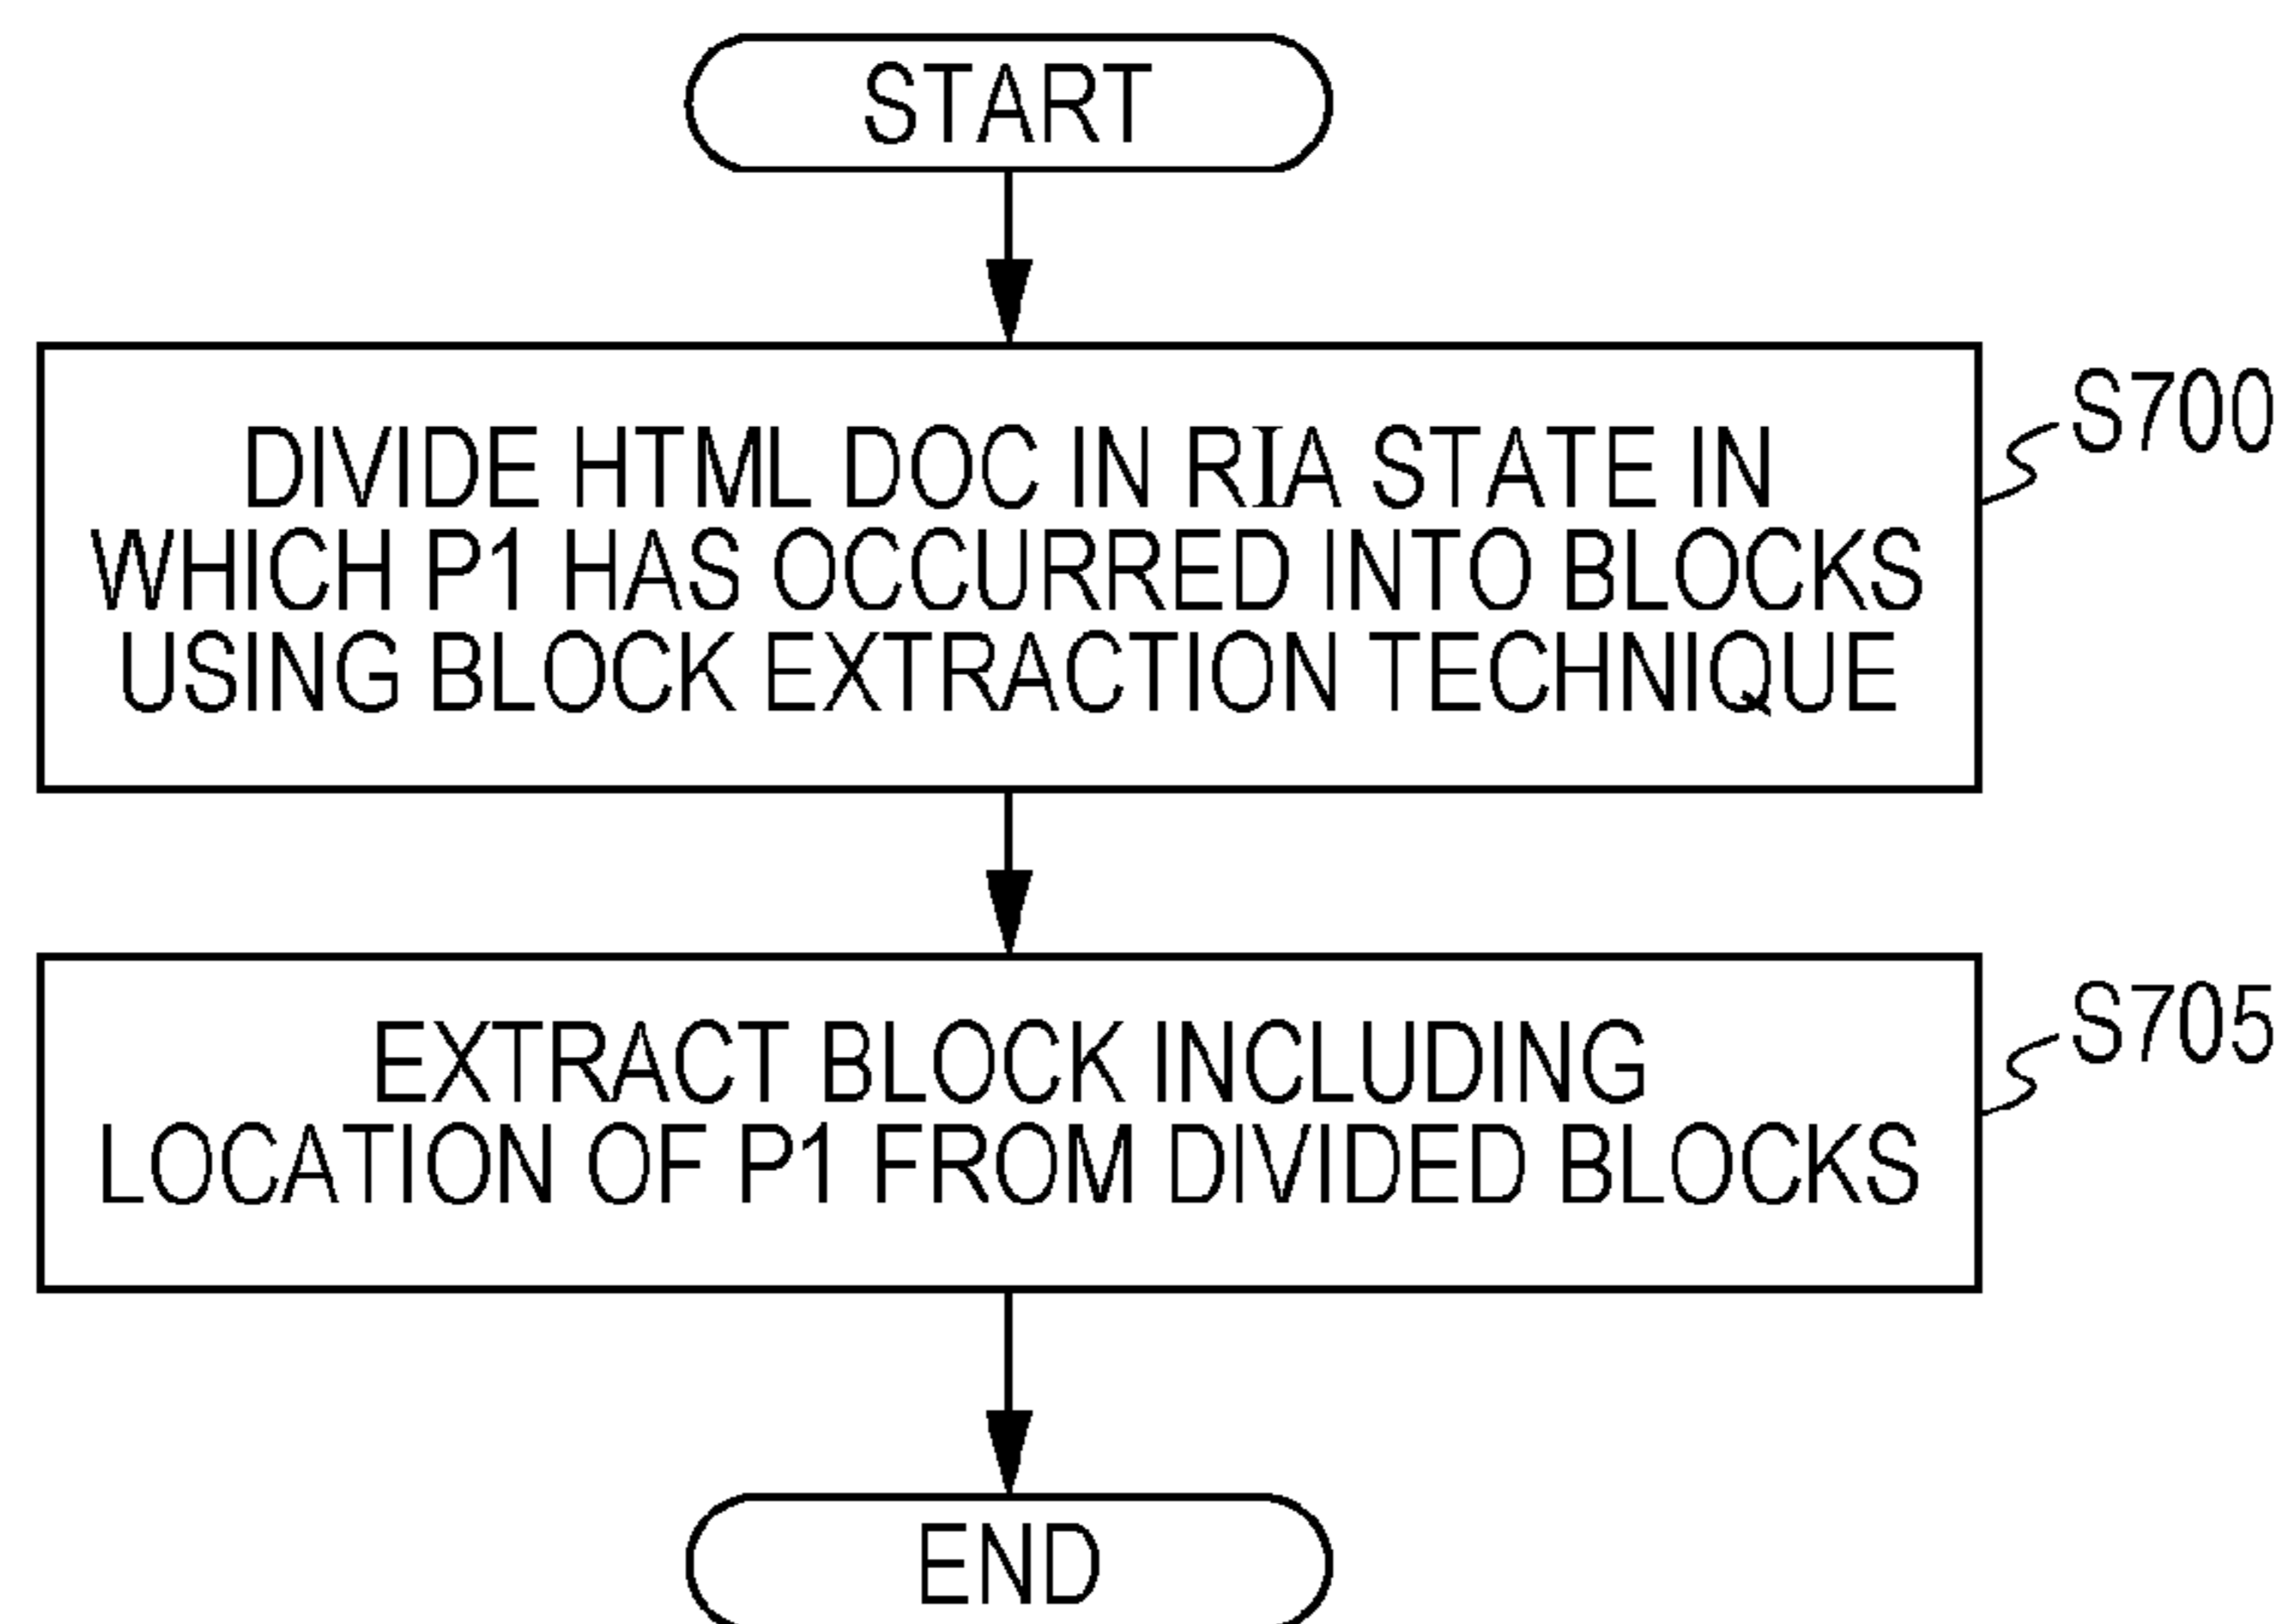 START
DIVIDE HTML DOC IN RIA STATE IN
WHICH P1 HAS OCCURRED INTO BLOCKS
USING BLOCK EXTRACTION TECHNIQUE
S700
EXTRACT BLOCK INCLUDING
LOCATION OF P1 FROM DIVIDED BLOCKS
S705
END